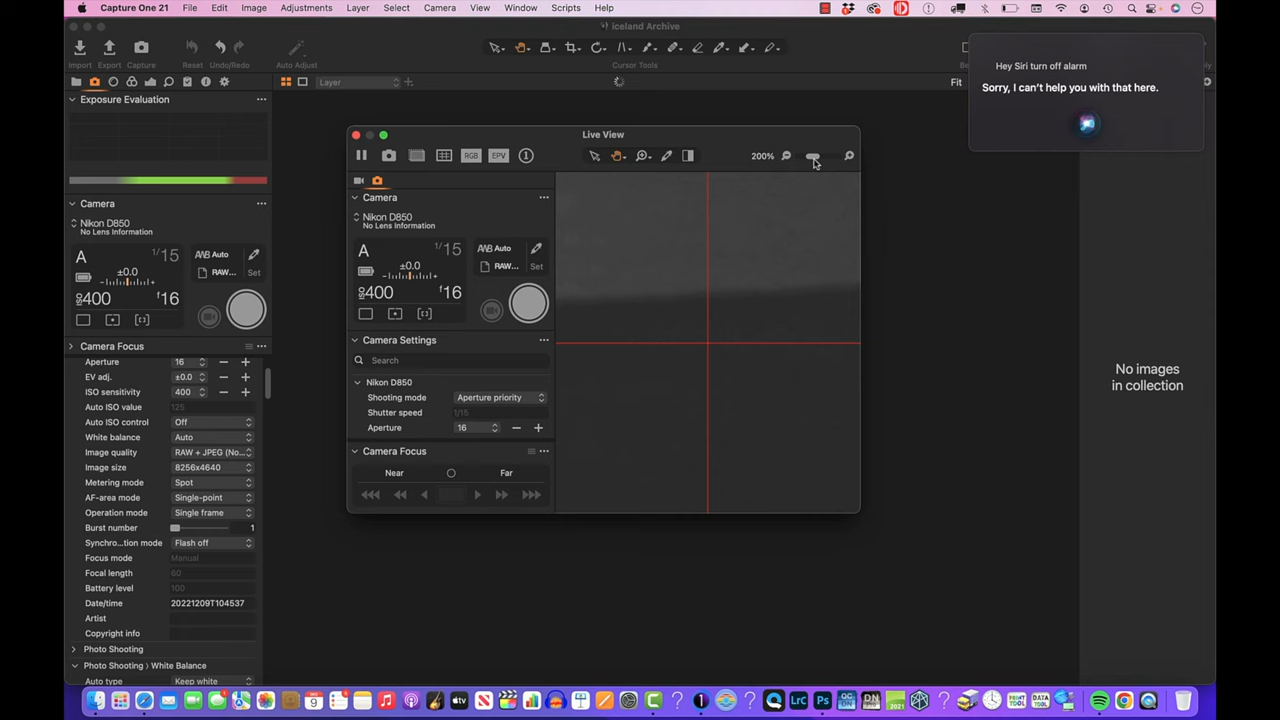 Capture One 21 File Edit Image Adjustments Layer Select Camera View Window Scripts Help
iceland Archive
Import Export Capture Reset Undo/Redo Auto Adjust Cursor Tools
Layer
Fit
Hey Siri turn off alarm
Sorry, I can't help you with that here.
Exposure Evaluation
Camera
Nikon D850
No Lens Information
A 1/15
Auto
±0.0
RAW... Set
ISO 400 f16
Camera Focus
Aperture 16
EV adj. ±0.0
ISO sensitivity 400
Auto ISO value 125
Auto ISO control Off
White balance Auto
Image quality RAW + JPEG (No...
Image size 8256x4640
Metering mode Spot
AF-area mode Single-point
Operation mode Single frame
Burst number 1
Synchro...tion mode Flash off
Focus mode Manual
Focal length 60
Battery level 100
Date/time 20221209T104537
Artist
Copyright info
Photo Shooting
Photo Shooting › White Balance
Auto type Keep white
Live View
RGB EPV 200%
Camera
Nikon D850
No Lens Information
A 1/15
Auto
±0.0
RAW... Set
ISO 400 f16
Camera Settings
Search
Nikon D850
Shooting mode Aperture priority
Shutter speed 1/15
Aperture 16
Camera Focus
Near Far
No images
in collection